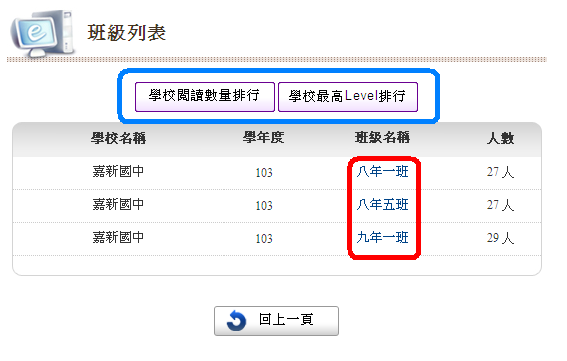 班級列表
學校閱讀數量排行 學校最高Level排行
學校名稱 學年度 班級名稱 人數
嘉新國中 103 八年一班 27人
嘉新國中 103 八年五班 27人
嘉新國中 103 九年一班 29人
回上一頁